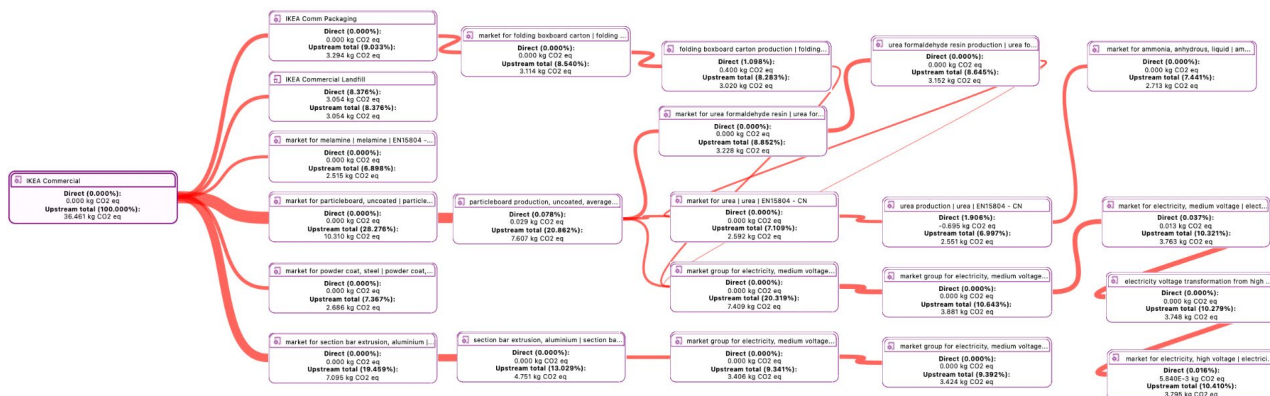 IKEA Commercial
Direct (0.000%):
0.000 kg CO2 eq
Upstream total (100.000%):
36.461 kg CO2 eq
IKEA Comm Packaging
Direct (0.000%):
0.000 kg CO2 eq
Upstream total (9.033%):
3.294 kg CO2 eq
IKEA Commercial Landfill
Direct (8.376%):
3.054 kg CO2 eq
Upstream total (8.376%):
3.054 kg CO2 eq
market for melamine | melamine | EN15804 -...
Direct (0.000%):
0.000 kg CO2 eq
Upstream total (6.898%):
2.515 kg CO2 eq
market for particleboard, uncoated | particle...
Direct (0.000%):
0.000 kg CO2 eq
Upstream total (28.276%):
10.310 kg CO2 eq
market for powder coat, steel | powder coat,...
Direct (0.000%):
0.000 kg CO2 eq
Upstream total (7.367%):
2.686 kg CO2 eq
market for section bar extrusion, aluminium |...
Direct (0.000%):
0.000 kg CO2 eq
Upstream total (19.459%):
7.095 kg CO2 eq
market for folding boxboard carton | folding ...
Direct (0.000%):
0.000 kg CO2 eq
Upstream total (8.540%):
3.114 kg CO2 eq
particleboard production, uncoated, average...
Direct (0.078%):
0.029 kg CO2 eq
Upstream total (20.862%):
7.607 kg CO2 eq
section bar extrusion, aluminium | section ba...
Direct (0.000%):
0.000 kg CO2 eq
Upstream total (13.029%):
4.751 kg CO2 eq
folding boxboard carton production | folding...
Direct (1.098%):
0.400 kg CO2 eq
Upstream total (8.283%):
3.020 kg CO2 eq
market for urea formaldehyde resin | urea for...
Direct (0.000%):
0.000 kg CO2 eq
Upstream total (8.852%):
3.228 kg CO2 eq
market for urea | urea | EN15804 - CN
Direct (0.000%):
0.000 kg CO2 eq
Upstream total (7.109%):
2.592 kg CO2 eq
market group for electricity, medium voltage...
Direct (0.000%):
0.000 kg CO2 eq
Upstream total (20.319%):
7.409 kg CO2 eq
market group for electricity, medium voltage...
Direct (0.000%):
0.000 kg CO2 eq
Upstream total (9.341%):
3.406 kg CO2 eq
urea formaldehyde resin production | urea fo...
Direct (0.000%):
0.000 kg CO2 eq
Upstream total (8.645%):
3.152 kg CO2 eq
urea production | urea | EN15804 - CN
Direct (1.906%):
-0.695 kg CO2 eq
Upstream total (6.997%):
2.551 kg CO2 eq
market group for electricity, medium voltage...
Direct (0.000%):
0.000 kg CO2 eq
Upstream total (10.643%):
3.881 kg CO2 eq
market group for electricity, medium voltage...
Direct (0.000%):
0.000 kg CO2 eq
Upstream total (9.392%):
3.424 kg CO2 eq
market for ammonia, anhydrous, liquid | am...
Direct (0.000%):
0.000 kg CO2 eq
Upstream total (7.441%):
2.713 kg CO2 eq
market for electricity, medium voltage | elect...
Direct (0.037%):
0.013 kg CO2 eq
Upstream total (10.321%):
3.763 kg CO2 eq
electricity voltage transformation from high ...
Direct (0.000%):
0.000 kg CO2 eq
Upstream total (10.279%):
3.748 kg CO2 eq
market for electricity, high voltage | electrici...
Direct (0.016%):
5.840E-3 kg CO2 eq
Upstream total (10.410%):
3.795 kg CO2 eq